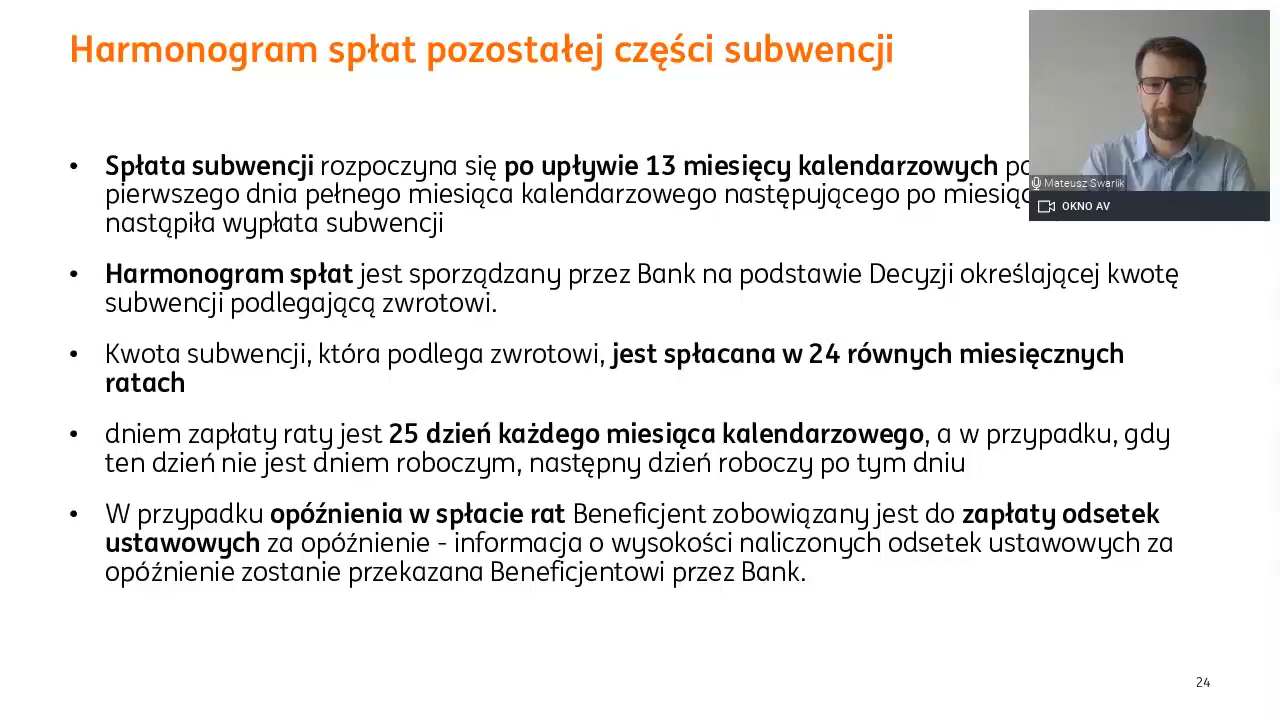 Harmonogram spłat pozostałej części subwencji
• Spłata subwencji rozpoczyna się po upływie 13 miesięcy kalendarzowych
pierwszego dnia pełnego miesiąca kalendarzowego następującego po
nastąpiła wypłata subwencji
• Harmonogram spłat jest sporządzany przez Bank na podstawie Decyzji określającej kwotę
subwencji podlegającą zwrotowi.
• Kwota subwencji, która podlega zwrotowi, jest spłacana w 24 równych miesięcznych
ratach
• dniem zapłaty raty jest 25 dzień każdego miesiąca kalendarzowego, a w przypadku, gdy
ten dzień nie jest dniem roboczym, następny dzień roboczy po tym dniu
• W przypadku opóźnienia w spłacie rat Beneficjent zobowiązany jest do zapłaty odsetek
ustawowych za opóźnienie - informacja o wysokości naliczonych odsetek ustawowych za
opóźnienie zostanie przekazana Beneficjentowi przez Bank.
Mateusz Swarlik
OKNO AV
24